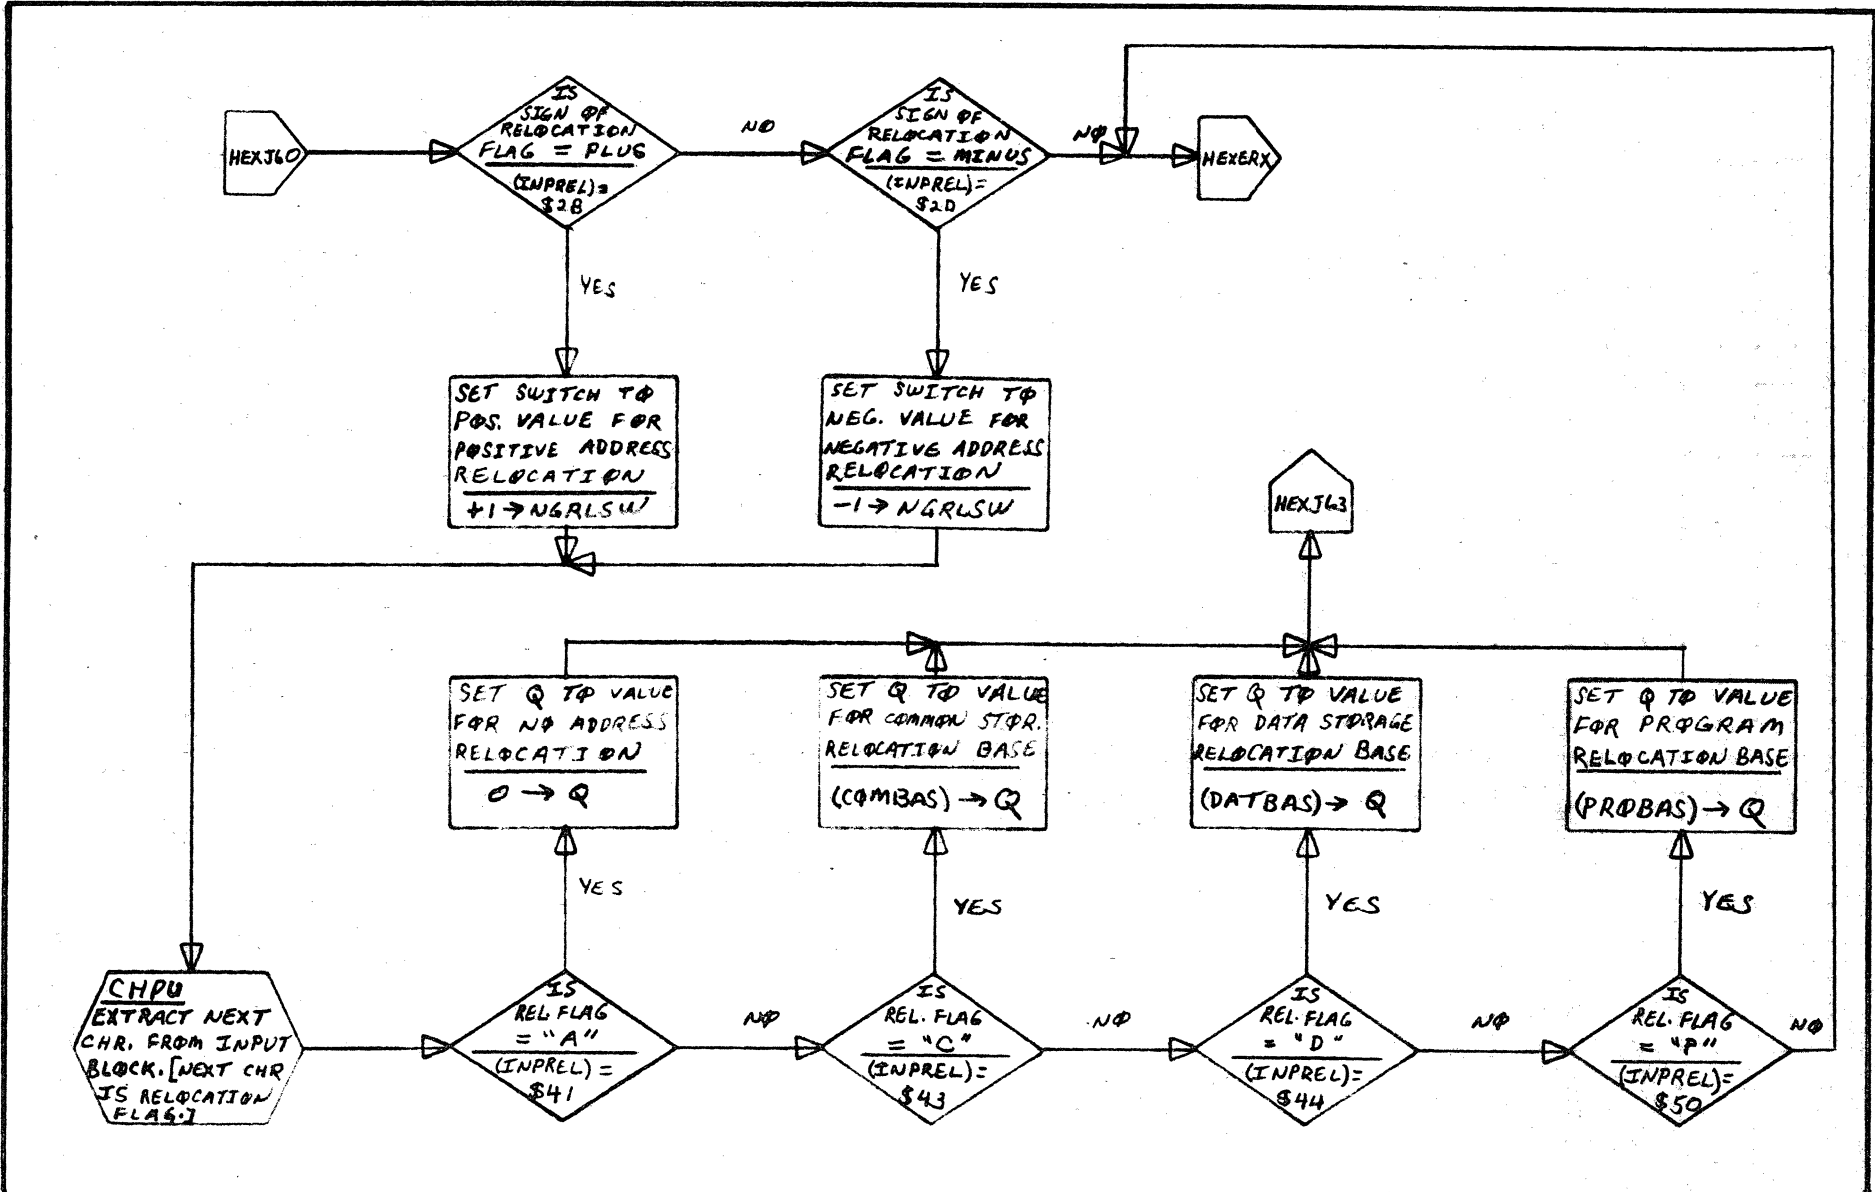 HEXJ60
IS
SIGN ØF
RELØCATIØN
FLAG = PLUS
(INPREL)=
$2B
NØ
YES
IS
SIGN ØF
RELØCATIØN
FLAG = MINUS
(INPREL)=
$2D
NØ
YES
HEXERX
SET SWITCH TØ
PØS. VALUE FØR
PØSITIVE ADDRESS
RELØCATIØN
+1→NGRLSW
SET SWITCH TØ
NEG. VALUE FØR
NEGATIVE ADDRESS
RELØCATIØN
-1→NGRLSW
HEXJ63
SET Q TØ VALUE
FØR NØ ADDRESS
RELØCATIØN
0 → Q
SET Q TØ VALUE
FØR CØMMØN STØR.
RELØCATIØN BASE
(CØMBAS)→Q
SET Q TØ VALUE
FØR DATA STØRAGE
RELØCATIØN BASE
(DATBAS)→ Q
SET Q TØ VALUE
FØR PRØGRAM
RELØCATIØN BASE
(PRØBAS)→ Q
YES
YES
YES
YES
CHPU
EXTRACT NEXT
CHR. FRØM INPUT
BLØCK.[NEXT CHR
IS RELØCATIØN
FLAG.]
IS
REL FLAG
= "A"
(INPREL)=
$41
NØ
IS
REL. FLAG
= "C"
(INPREL)=
$43
NØ
IS
REL. FLAG
= "D"
(INPREL)=
$44
NØ
IS
REL. FLAG
= "P"
(INPREL)=
$50
NØ